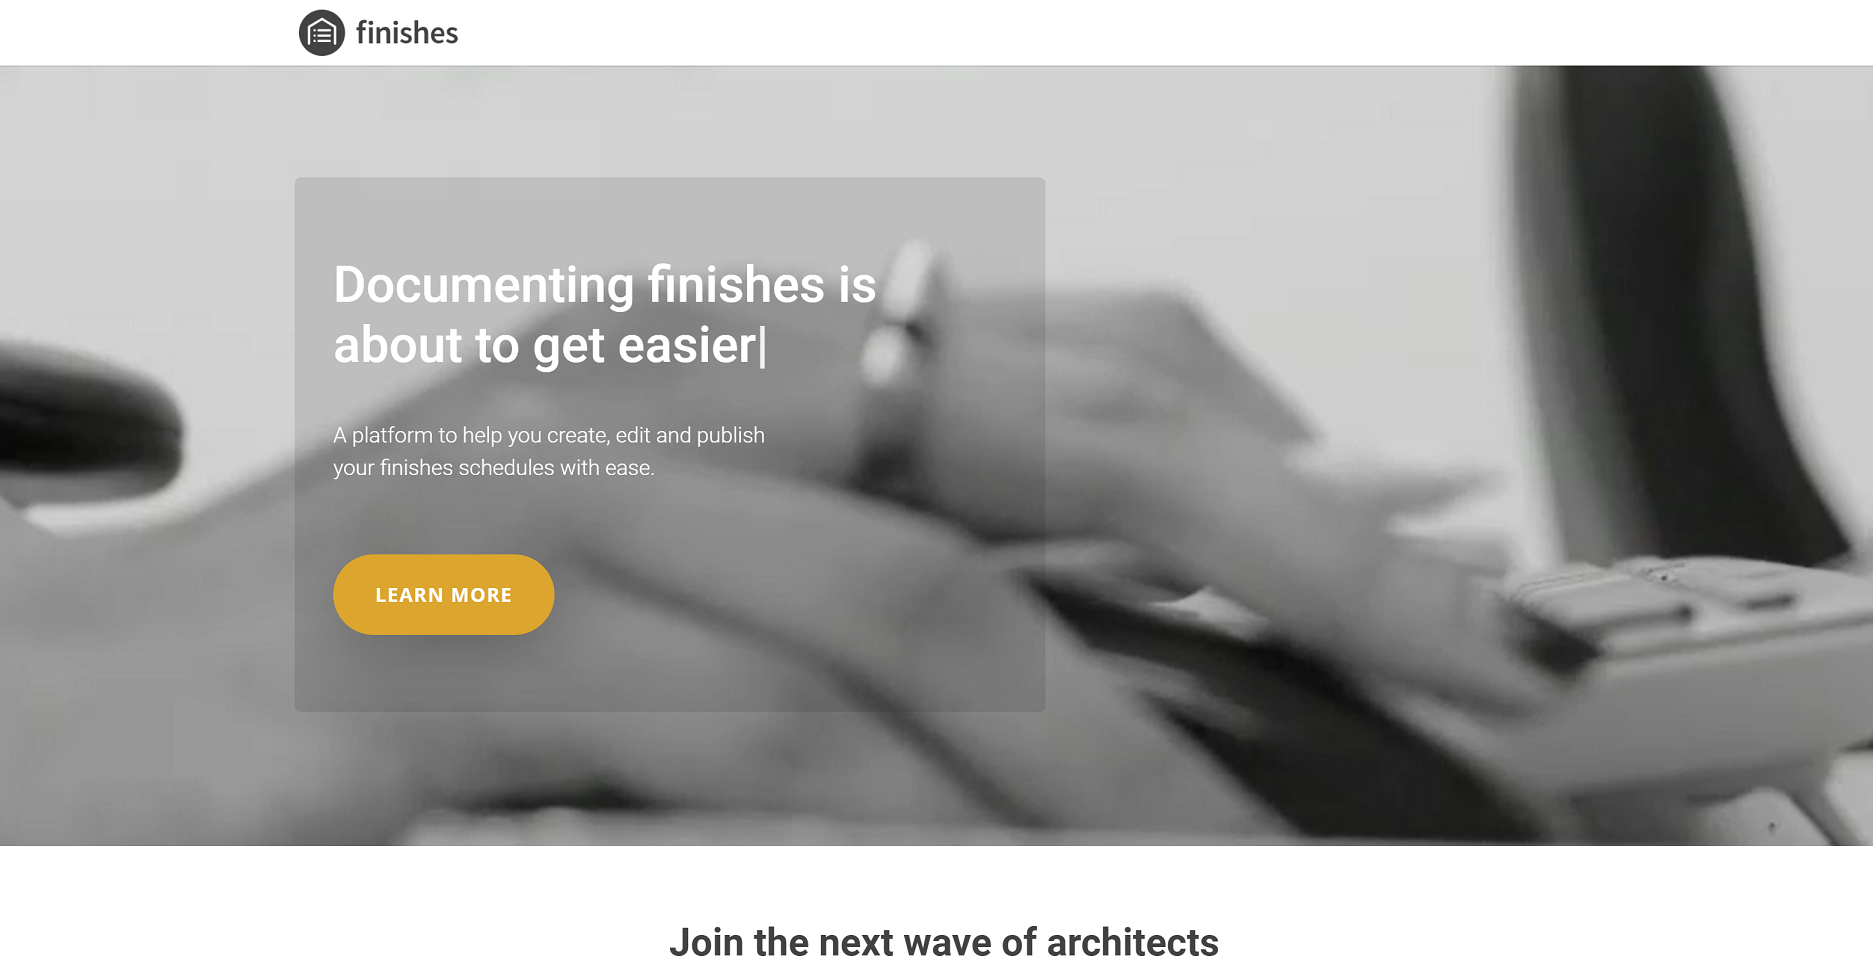 finishes
Documenting finishes is
about to get easier|
A platform to help you create, edit and publish
your finishes schedules with ease.
LEARN MORE
Join the next wave of architects